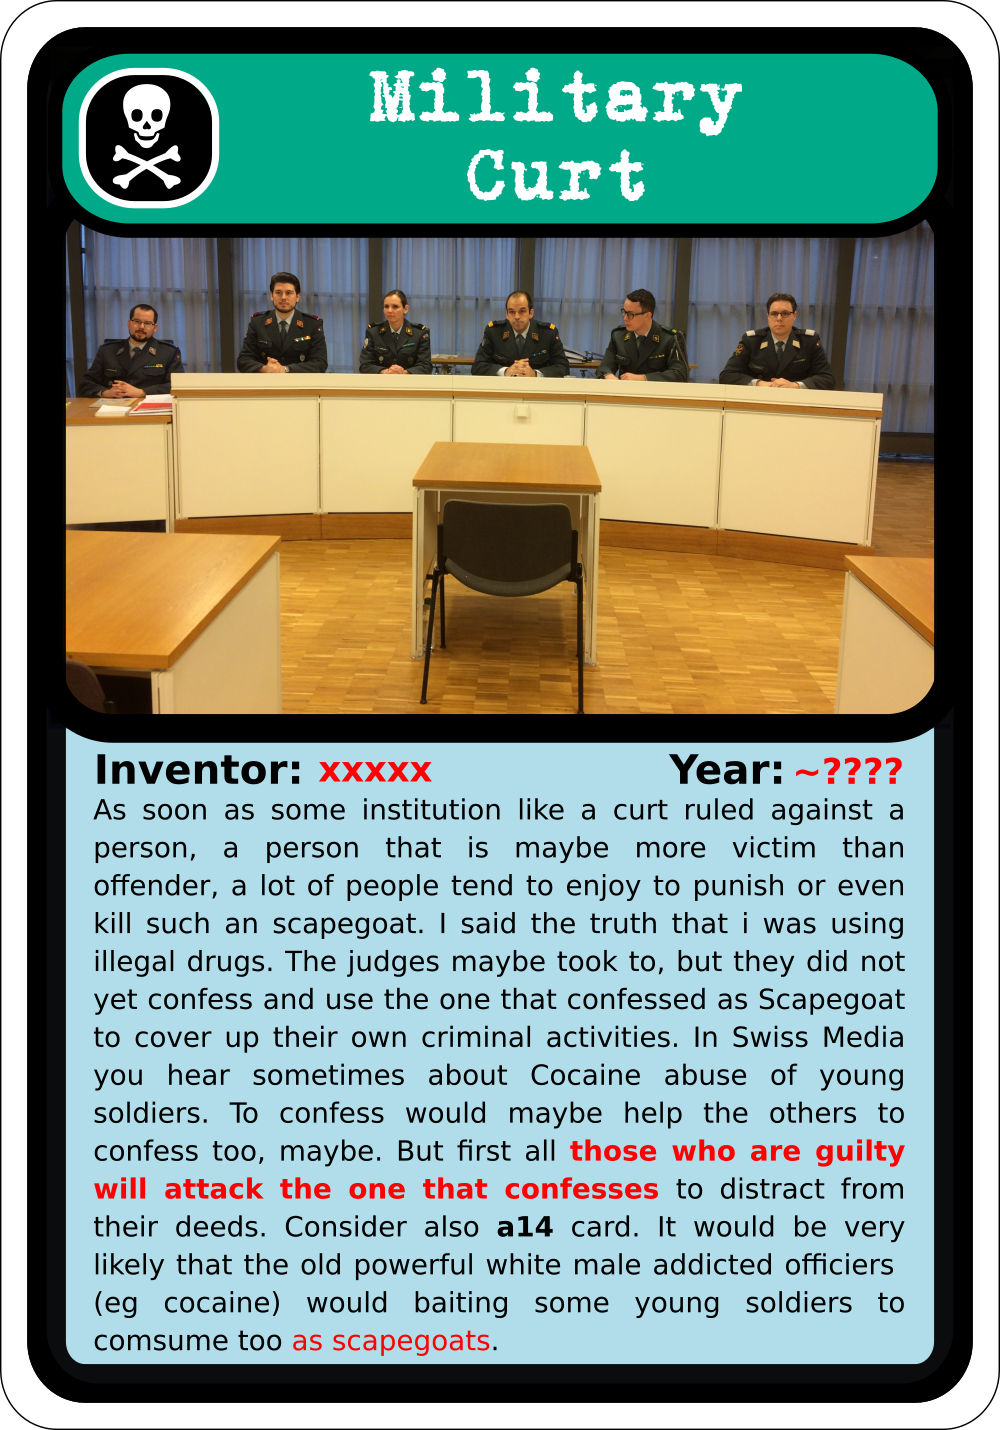 Military
Curt
Inventor: xxxxx Year: ~????
As soon as some institution like a curt ruled against a
person, a person that is maybe more victim than
offender, a lot of people tend to enjoy to punish or even
kill such an scapegoat. I said the truth that i was using
illegal drugs. The judges maybe took to, but they did not
yet confess and use the one that confessed as Scapegoat
to cover up their own criminal activities. In Swiss Media
you hear sometimes about Cocaine abuse of young
soldiers. To confess would maybe help the others to
confess too, maybe. But first all those who are guilty
will attack the one that confesses to distract from
their deeds. Consider also a14 card. It would be very
likely that the old powerful white male addicted officiers
(eg cocaine) would baiting some young soldiers to
comsume too as scapegoats.